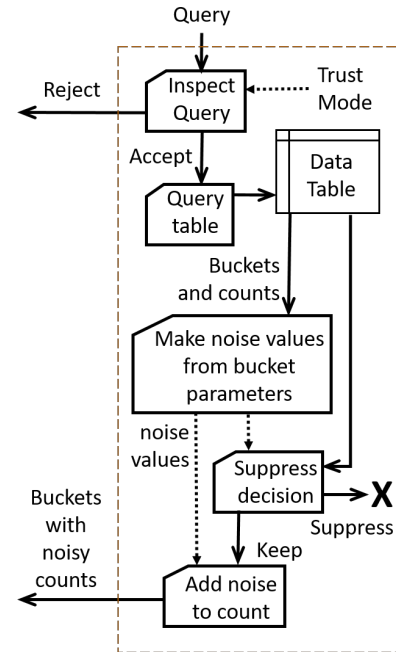 Query
Reject
Inspect
Query
Trust
Mode
Accept
Query
table
Data
Table
Buckets
and counts
Make noise values
from bucket
parameters
noise
values
Suppress
decision
X
Suppress
Buckets
with
noisy
counts
Keep
Add noise
to count